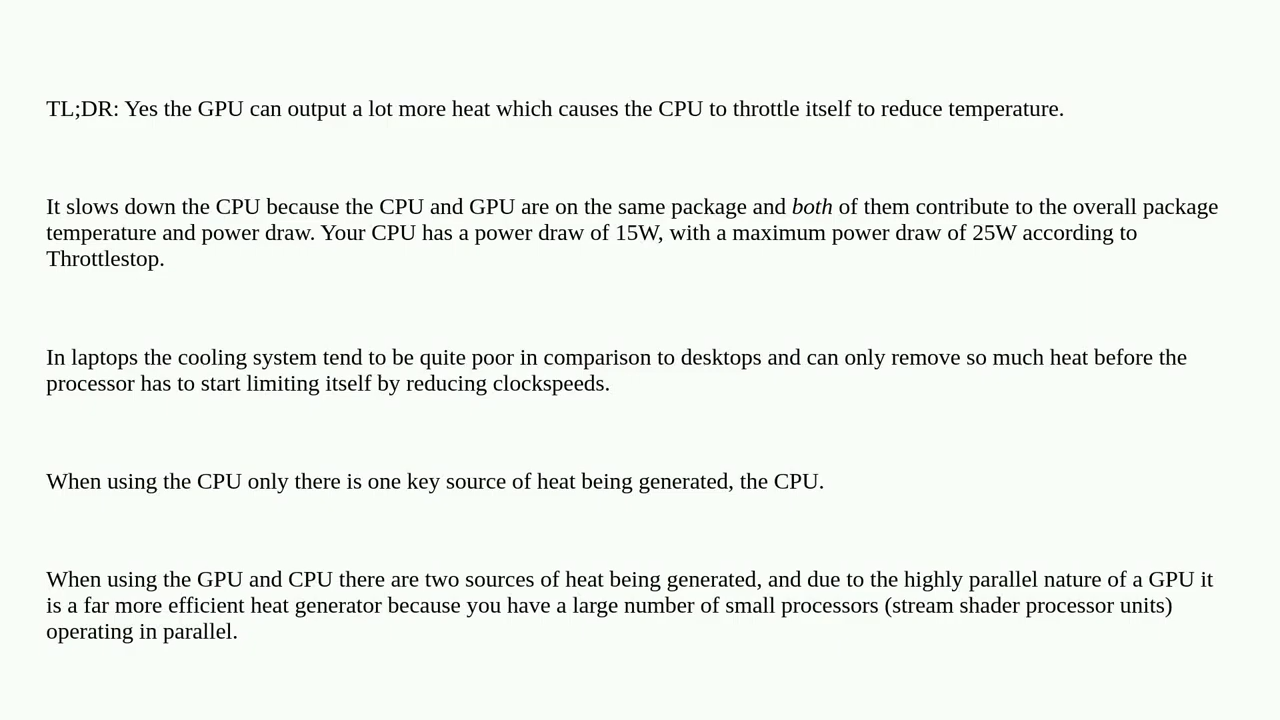 TL;DR: Yes the GPU can output a lot more heat which causes the CPU to throttle itself to reduce temperature.
It slows down the CPU because the CPU and GPU are on the same package and both of them contribute to the overall package
temperature and power draw. Your CPU has a power draw of 15W, with a maximum power draw of 25W according to
Throttlestop.
In laptops the cooling system tend to be quite poor in comparison to desktops and can only remove so much heat before the
processor has to start limiting itself by reducing clockspeeds.
When using the CPU only there is one key source of heat being generated, the CPU.
When using the GPU and CPU there are two sources of heat being generated, and due to the highly parallel nature of a GPU it
is a far more efficient heat generator because you have a large number of small processors (stream shader processor units)
operating in parallel.